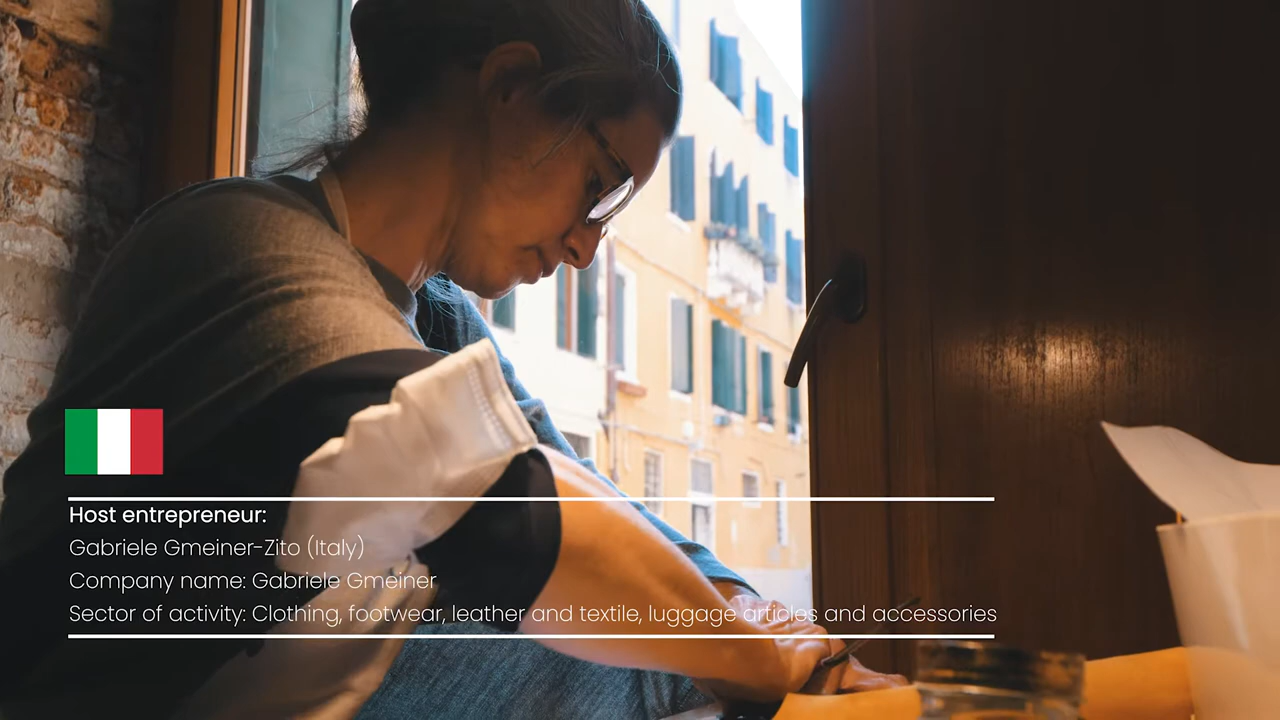 Host entrepreneur:
Gabriele Gmeiner-Zito (Italy)
Company name: Gabriele Gmeiner
Sector of activity: Clothing, footwear, leather and textile, luggage articles and accessories